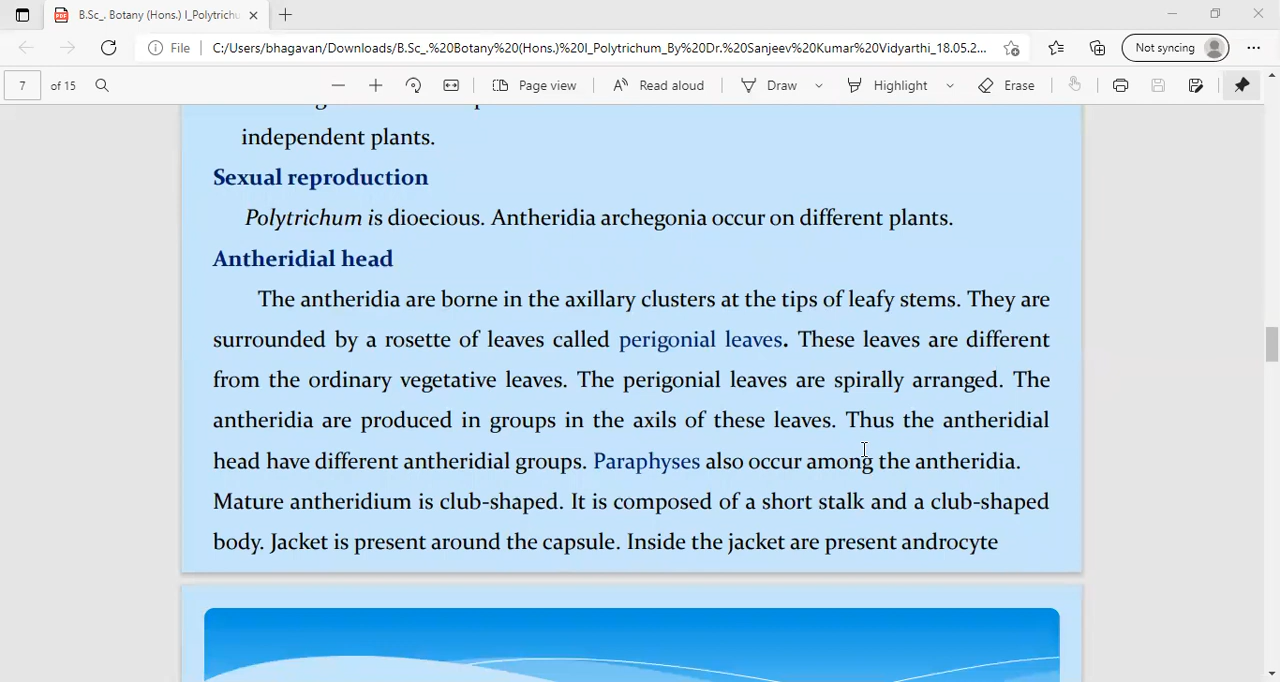 B.Sc_. Botany (Hons.) I_Polytrichu
File C:/Users/bhagavan/Downloads/B.Sc_.%20Botany%20(Hons.)%20I_Polytrichum_By%20Dr.%20Sanjeev%20Kumar%20Vidyarthi_18.05.2... Not syncing
7 of 15 Page view Read aloud Draw Highlight Erase
independent plants.
Sexual reproduction
Polytrichum is dioecious. Antheridia archegonia occur on different plants.
Antheridial head
The antheridia are borne in the axillary clusters at the tips of leafy stems. They are
surrounded by a rosette of leaves called perigonial leaves. These leaves are different
from the ordinary vegetative leaves. The perigonial leaves are spirally arranged. The
antheridia are produced in groups in the axils of these leaves. Thus the antheridial
head have different antheridial groups. Paraphyses also occur among the antheridia.
Mature antheridium is club-shaped. It is composed of a short stalk and a club-shaped
body. Jacket is present around the capsule. Inside the jacket are present androcyte